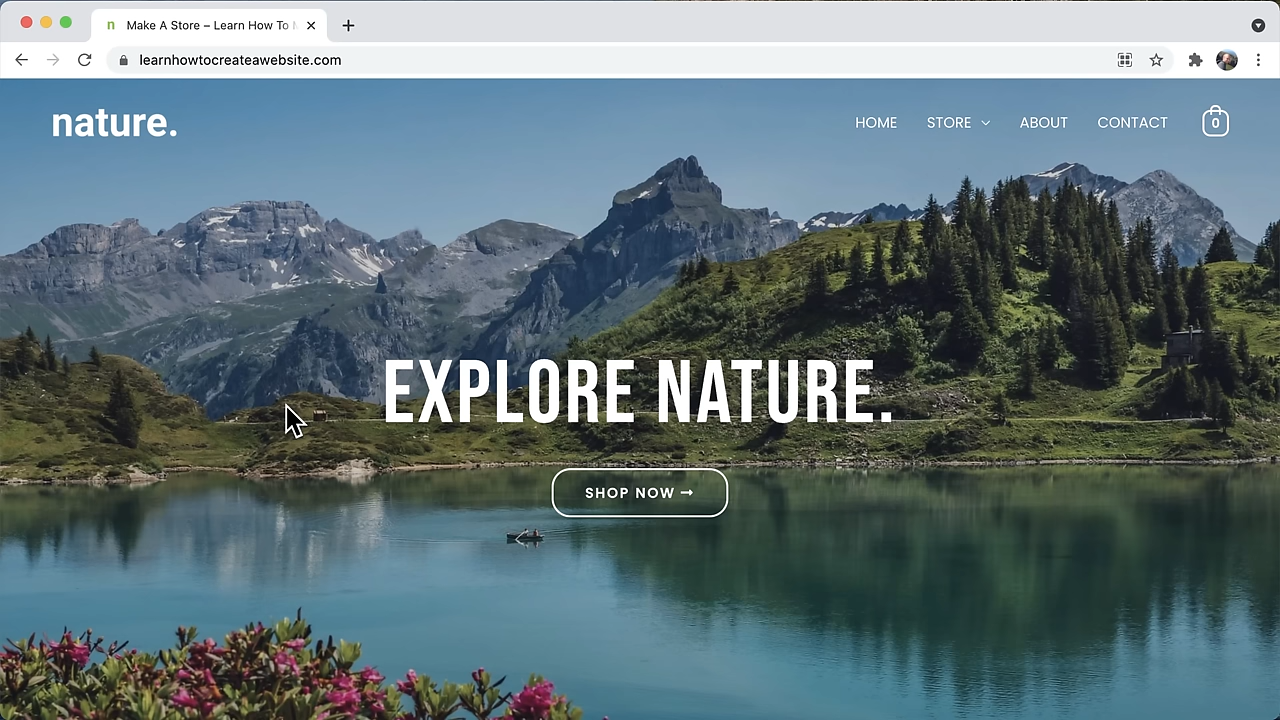 n Make A Store – Learn How To
learnhowtocreateawebsite.com
nature.
HOME STORE ABOUT CONTACT 0
EXPLORE NATURE.
SHOP NOW →